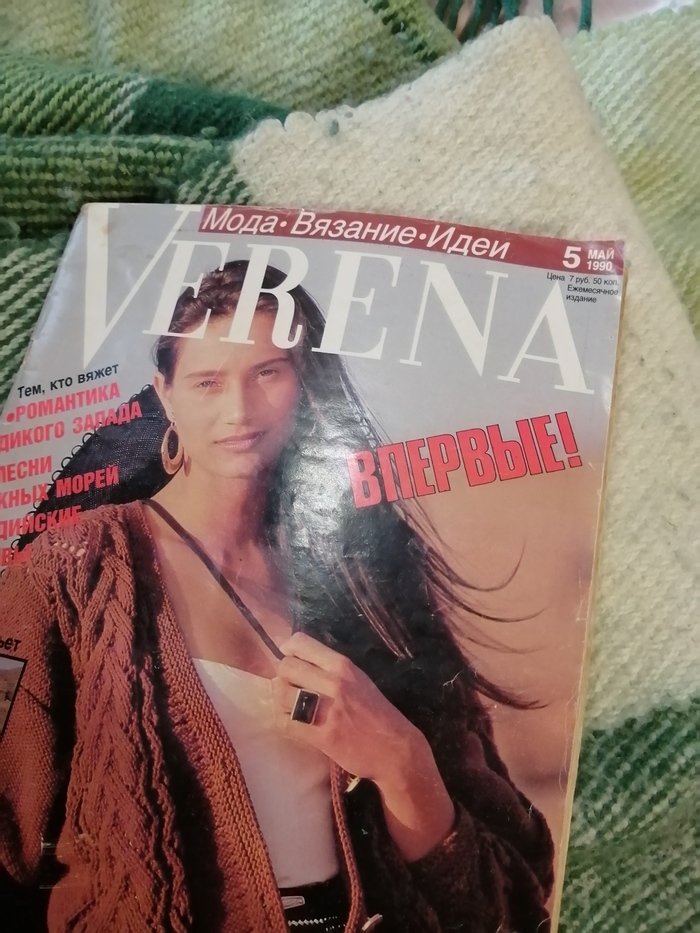 Мода•Вязание•Идеи
VERENA
5 МАЙ
1990
Цена 7 руб. 50 коп.
Ежемесячное
издание
Тем, кто вяжет
•РОМАНТИКА
ДИКОГО ЗАПАДА
МОРЕЙ
ВПЕРВЫЕ!